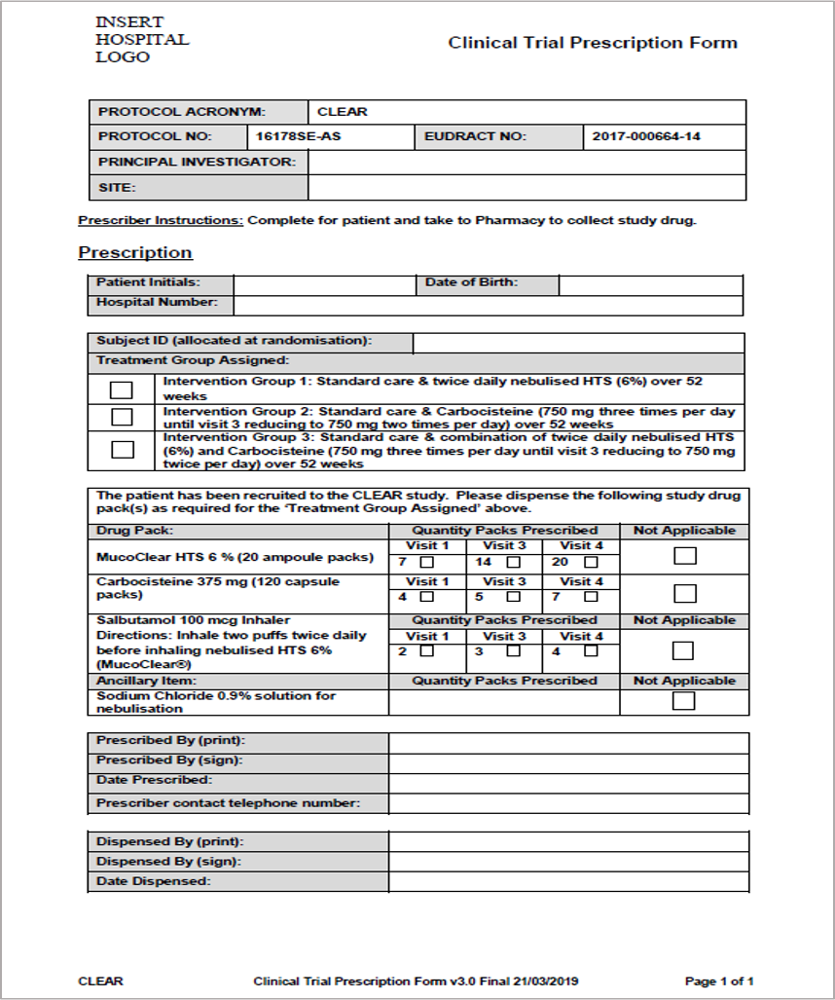 INSERT
HOSPITAL
LOGO
Clinical Trial Prescription Form
PROTOCOL ACRONYM: CLEAR
PROTOCOL NO: 16178SE-AS EUDRACT NO: 2017-000664-14
PRINCIPAL INVESTIGATOR:
SITE:
Prescriber Instructions: Complete for patient and take to Pharmacy to collect study drug.
Prescription
Patient Initials: Date of Birth:
Hospital Number:
Subject ID (allocated at randomisation):
Treatment Group Assigned:
Intervention Group 1: Standard care & twice daily nebulised HTS (6%) over 52
weeks
Intervention Group 2: Standard care & Carbocisteine (750 mg three times per day
until visit 3 reducing to 750 mg two times per day) over 52 weeks
Intervention Group 3: Standard care & combination of twice daily nebulised HTS
(6%) and Carbocisteine (750 mg three times per day until visit 3 reducing to 750 mg
twice per day) over 52 weeks
The patient has been recruited to the CLEAR study. Please dispense the following study drug
pack(s) as required for the ‘Treatment Group Assigned’ above.
Drug Pack: Quantity Packs Prescribed Not Applicable
MucoClear HTS 6 % (20 ampoule packs)
Visit 1 Visit 3 Visit 4
7 14 20
Carbocisteine 375 mg (120 capsule
packs)
Visit 1 Visit 3 Visit 4
4 5 7
Salbutamol 100 mcg Inhaler Quantity Packs Prescribed Not Applicable
Directions: Inhale two puffs twice daily
before inhaling nebulised HTS 6%
(MucoClear®)
Visit 1 Visit 3 Visit 4
2 3 4
Ancillary Item: Quantity Packs Prescribed Not Applicable
Sodium Chloride 0.9% solution for
nebulisation
Prescribed By (print):
Prescribed By (sign):
Date Prescribed:
Prescriber contact telephone number:
Dispensed By (print):
Dispensed By (sign):
Date Dispensed:
CLEAR Clinical Trial Prescription Form v3.0 Final 21/03/2019 Page 1 of 1